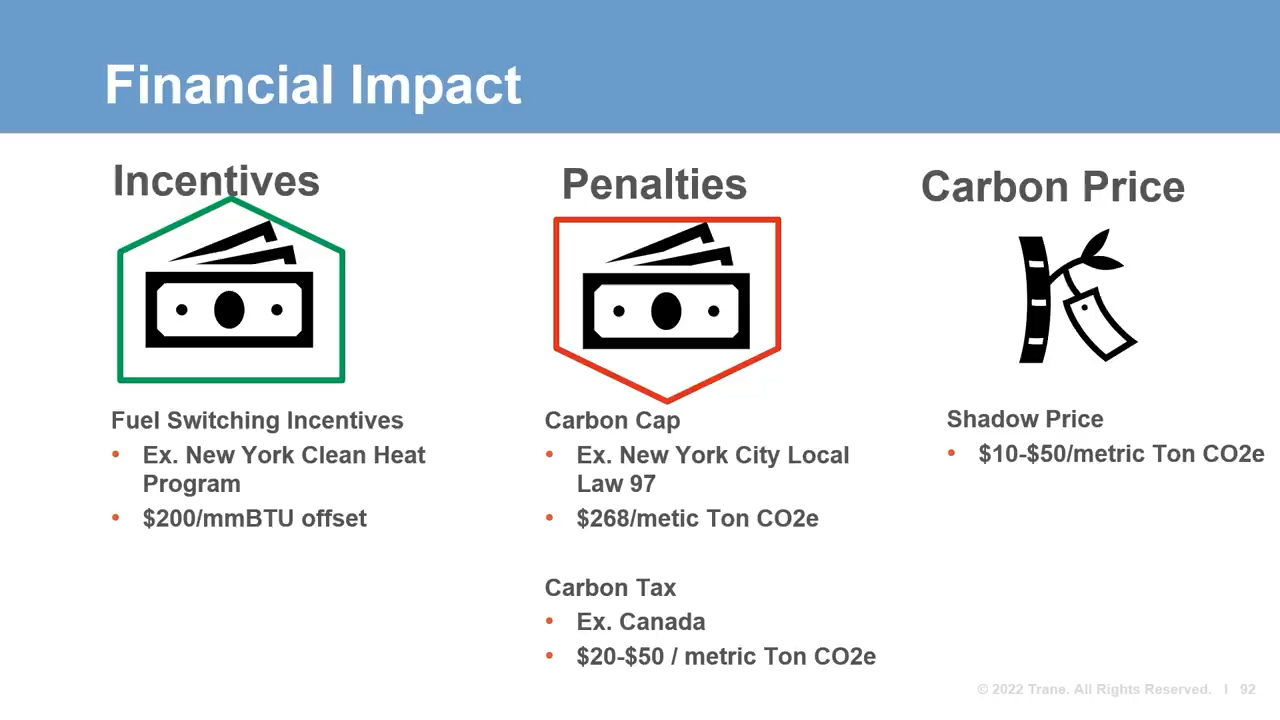 Financial Impact
Incentives
Fuel Switching Incentives
• Ex. New York Clean Heat
Program
• $200/mmBTU offset
Penalties
Carbon Cap
• Ex. New York City Local
Law 97
• $268/metic Ton CO2e
Carbon Tax
• Ex. Canada
• $20-$50 / metric Ton CO2e
Carbon Price
Shadow Price
• $10-$50/metric Ton CO2e
© 2022 Trane. All Rights Reserved. I 92